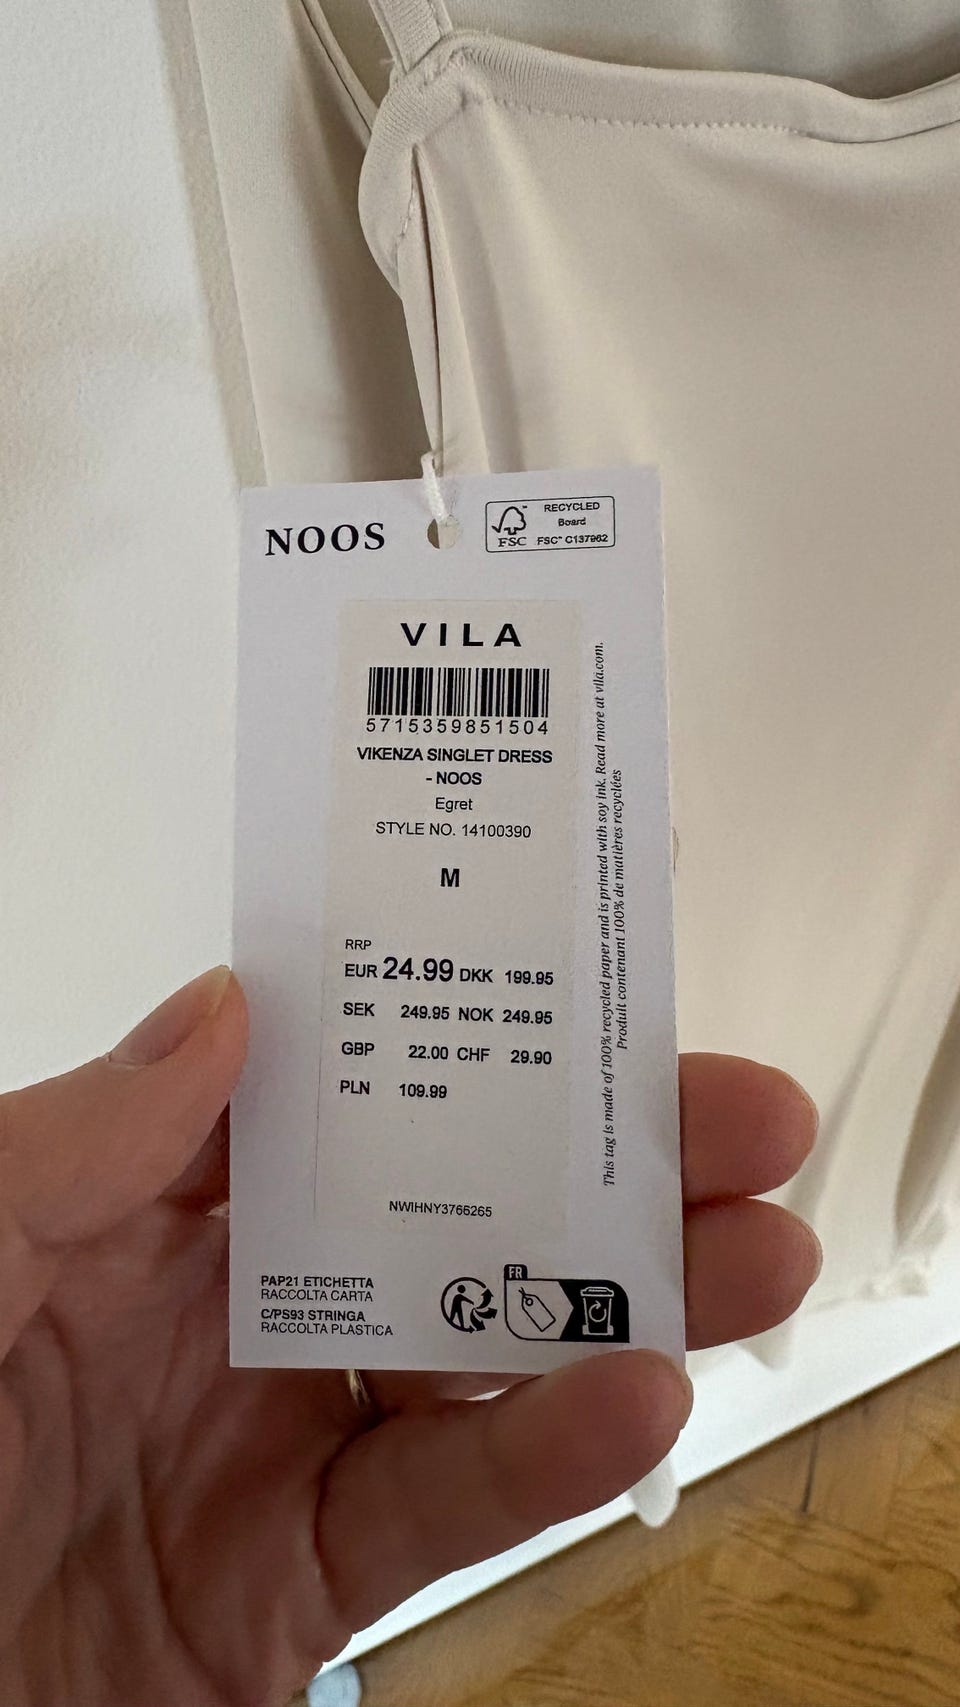 NOOS
FSC
RECYCLED
Board
FSC® C137962
VILA
5715359851504
VIKENZA SINGLET DRESS
- NOOS
Egret
STYLE NO. 14100390
M
RRP
EUR 24.99 DKK 199.95
SEK 249.95 NOK 249.95
GBP 22.00 CHF 29.90
PLN 109.99
NWIHNY3766265
This tag is made of 100% recycled paper and is printed with soy ink. Read more at vila.com.
Produit contenant 100% de matières recyclées
PAP21 ETICHETTA
RACCOLTA CARTA
C/PS93 STRINGA
RACCOLTA PLASTICA
FR